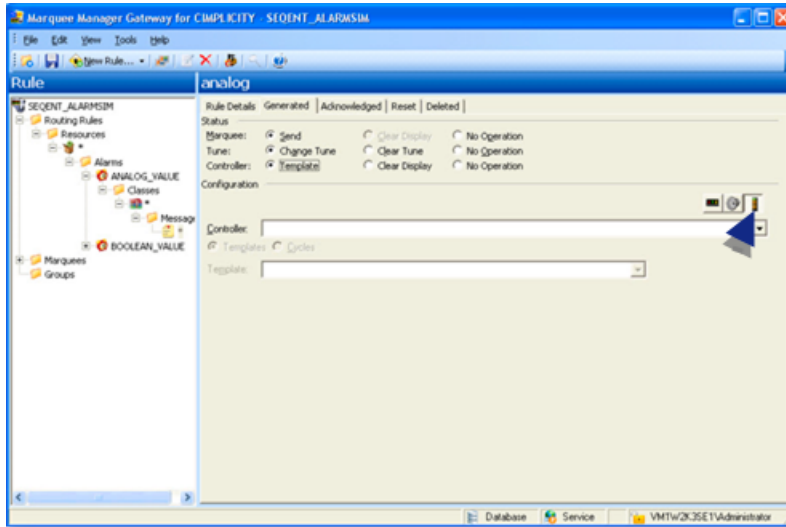 Marquee Manager Gateway for CIMPLICITY - SEQENT_ALARMSIM
File Edit View Tools Help
New Rule...
Rule
analog
SEQENT_ALARMSIM
Routing Rules
Resources
*
Alarms
ANALOG_VALUE
Classes
*
Message
*
BOOLEAN_VALUE
Marquees
Groups
Rule Details Generated Acknowledged Reset Deleted
Status
Marquee: Send Clear Display No Operation
Tune: Change Tune Clear Tune No Operation
Controller: Template Clear Display No Operation
Configuration
Controller:
Templates Cycles
Template:
Database Service VMTW2K3SE1\Administrator